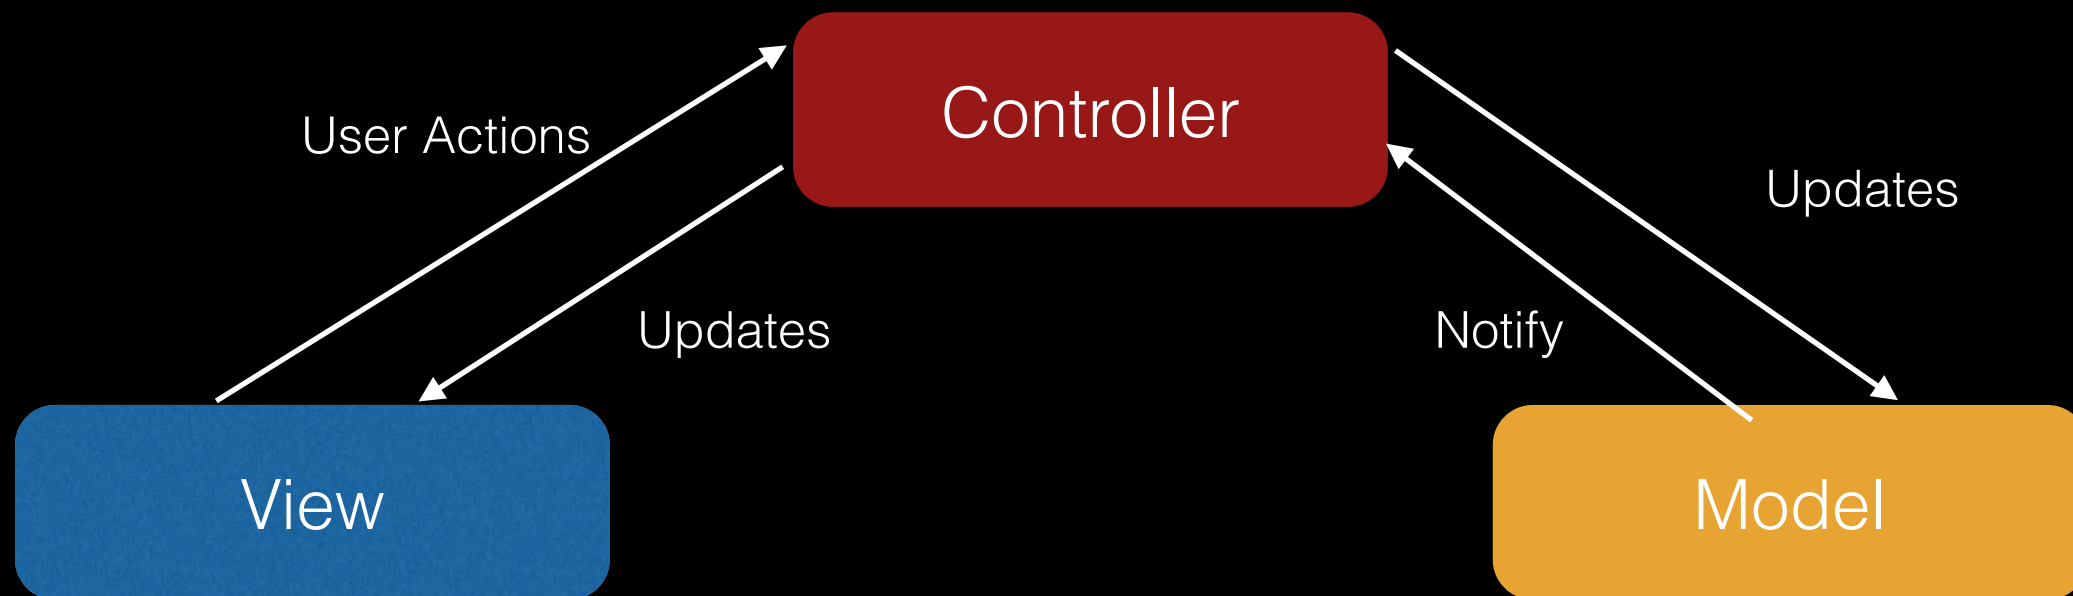 Controller
User Actions
Updates
Updates
Notify
View
Model